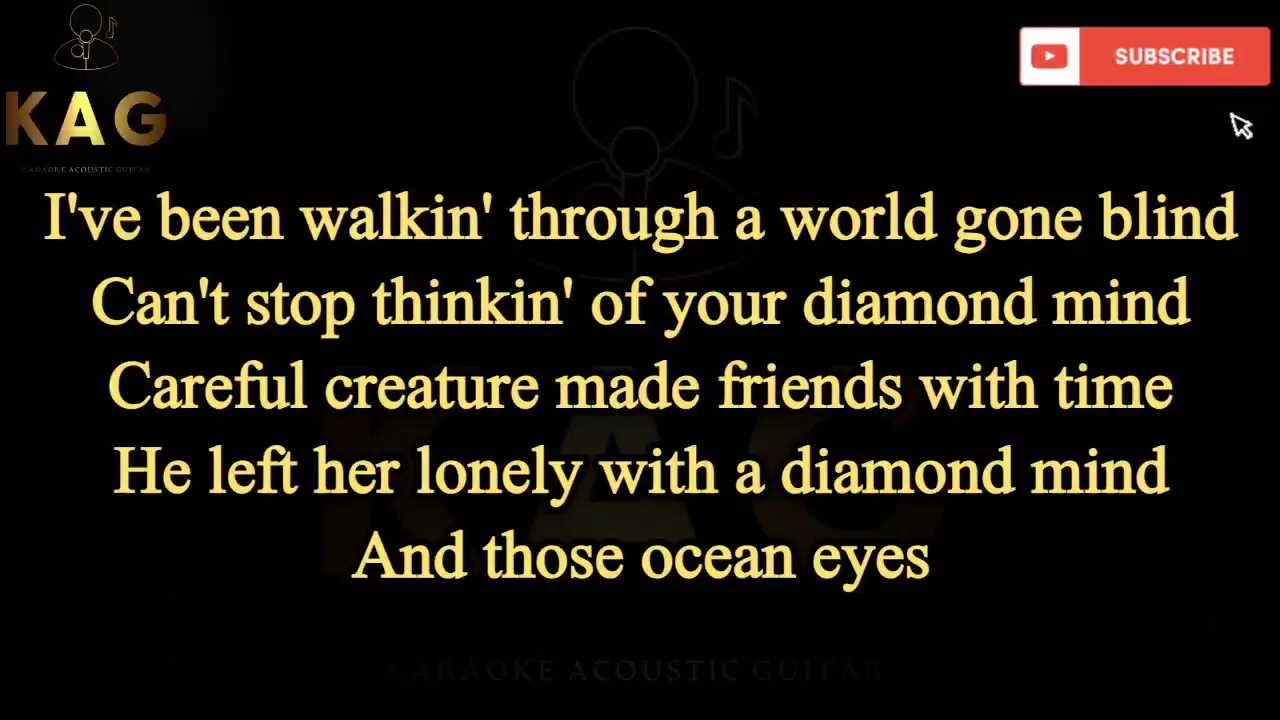 KAG
KARAOKE ACOUSTIC GUITAR
SUBSCRIBE
I've been walkin' through a world gone blind
Can't stop thinkin' of your diamond mind
Careful creature made friends with time
He left her lonely with a diamond mind
And those ocean eyes
KAG
KARAOKE ACOUSTIC GUITAR